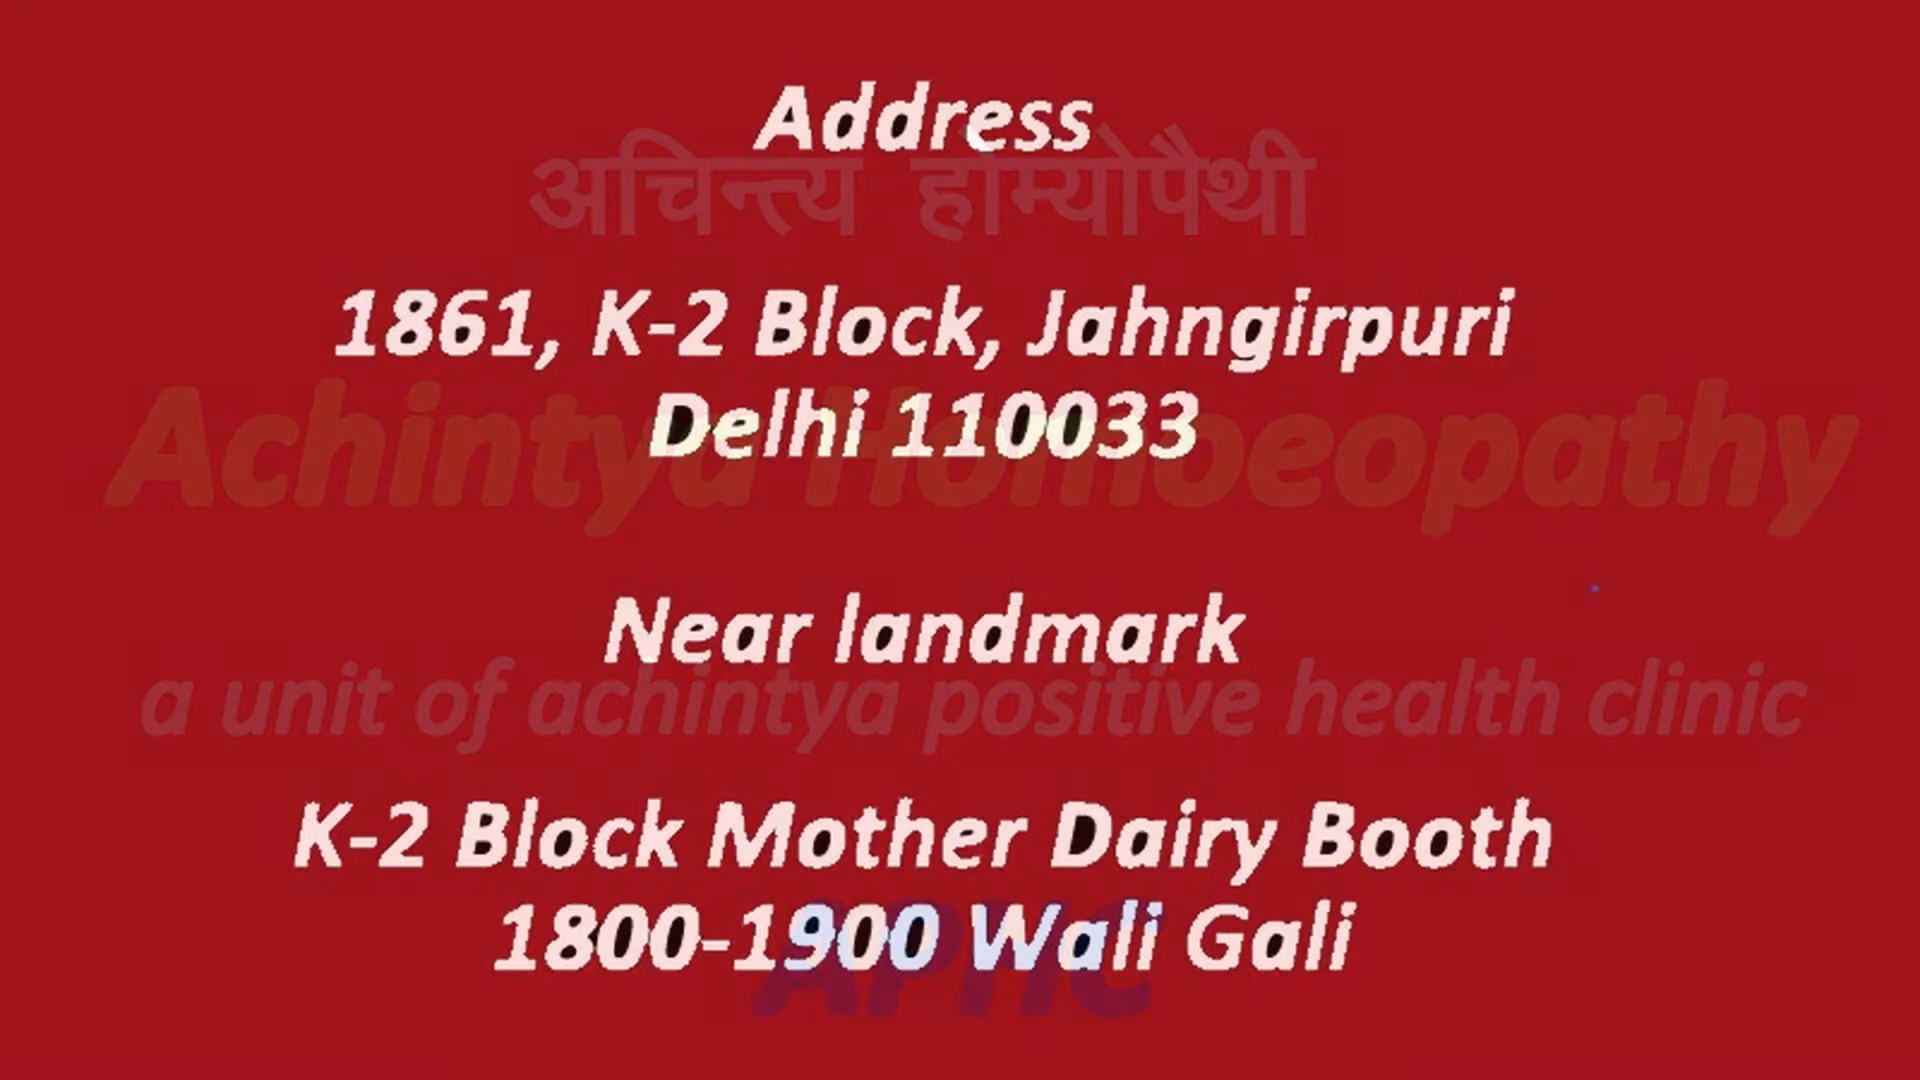 Address
अचिन्त्य होम्योपैथी
1861, K-2 Block, Jahngirpuri
Delhi 110033
Achintya Homoeopathy
Near landmark
a unit of achintya positive health clinic
K-2 Block Mother Dairy Booth
1800-1900 Wali Gali
APHC